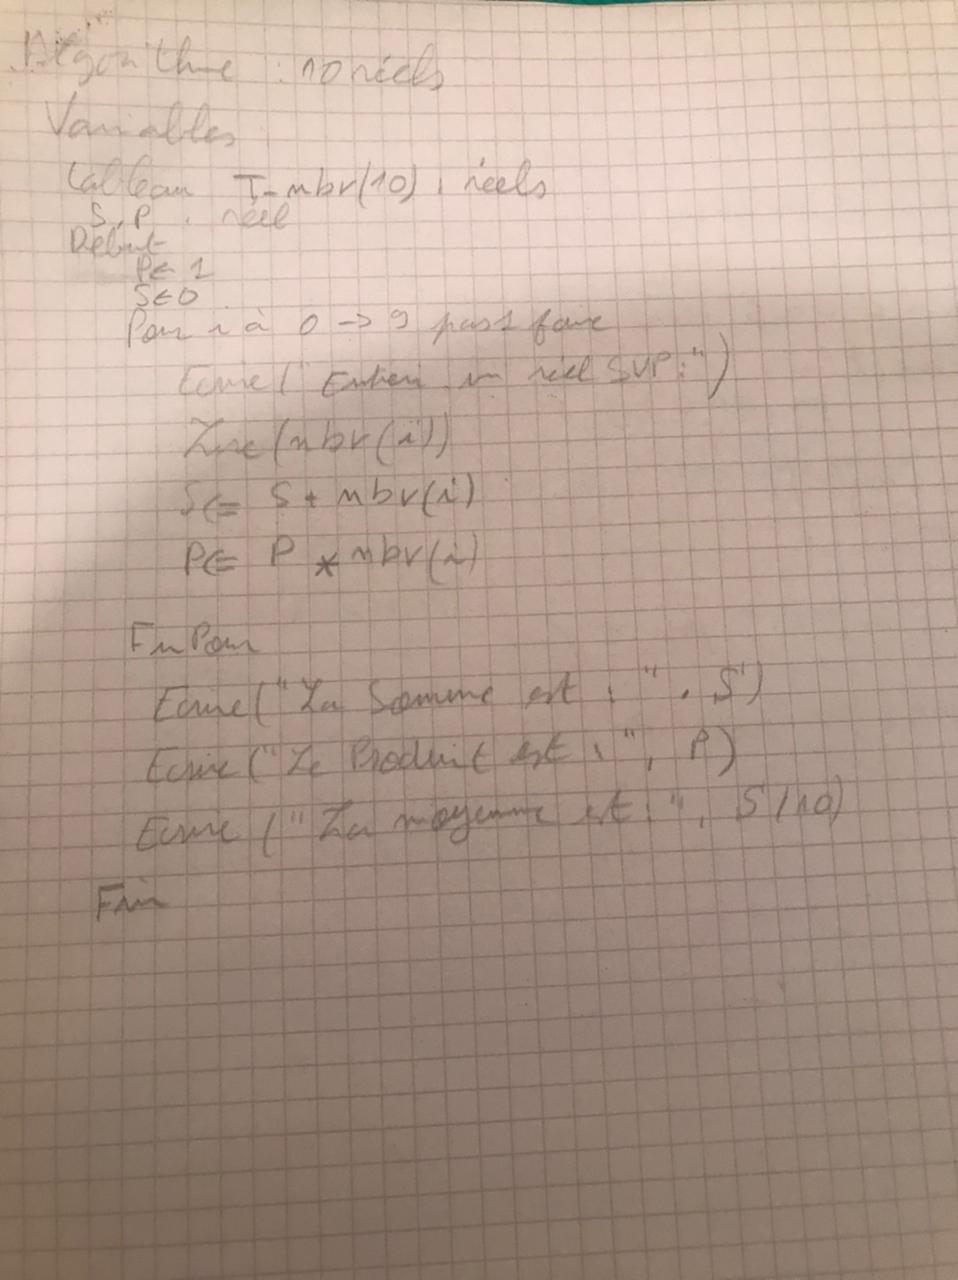 Algorithme : 10 réels
Variables
tableau T_nbr(10) : réels
S, P : réel
Début
P ← 1
S ← 0
Pour i à 0 -> 9 pas 1 faire
Ecrire(" Entrer un réel SVP : ")
Lire(nbr(i))
S ⇐ S + nbr(i)
P ⇐ P * nbr(i)
FinPour
Ecrire("La Somme est : ", S)
Ecrire("Le Produit est : ", P)
Ecrire ("La moyenne est : ", S/10)
Fin